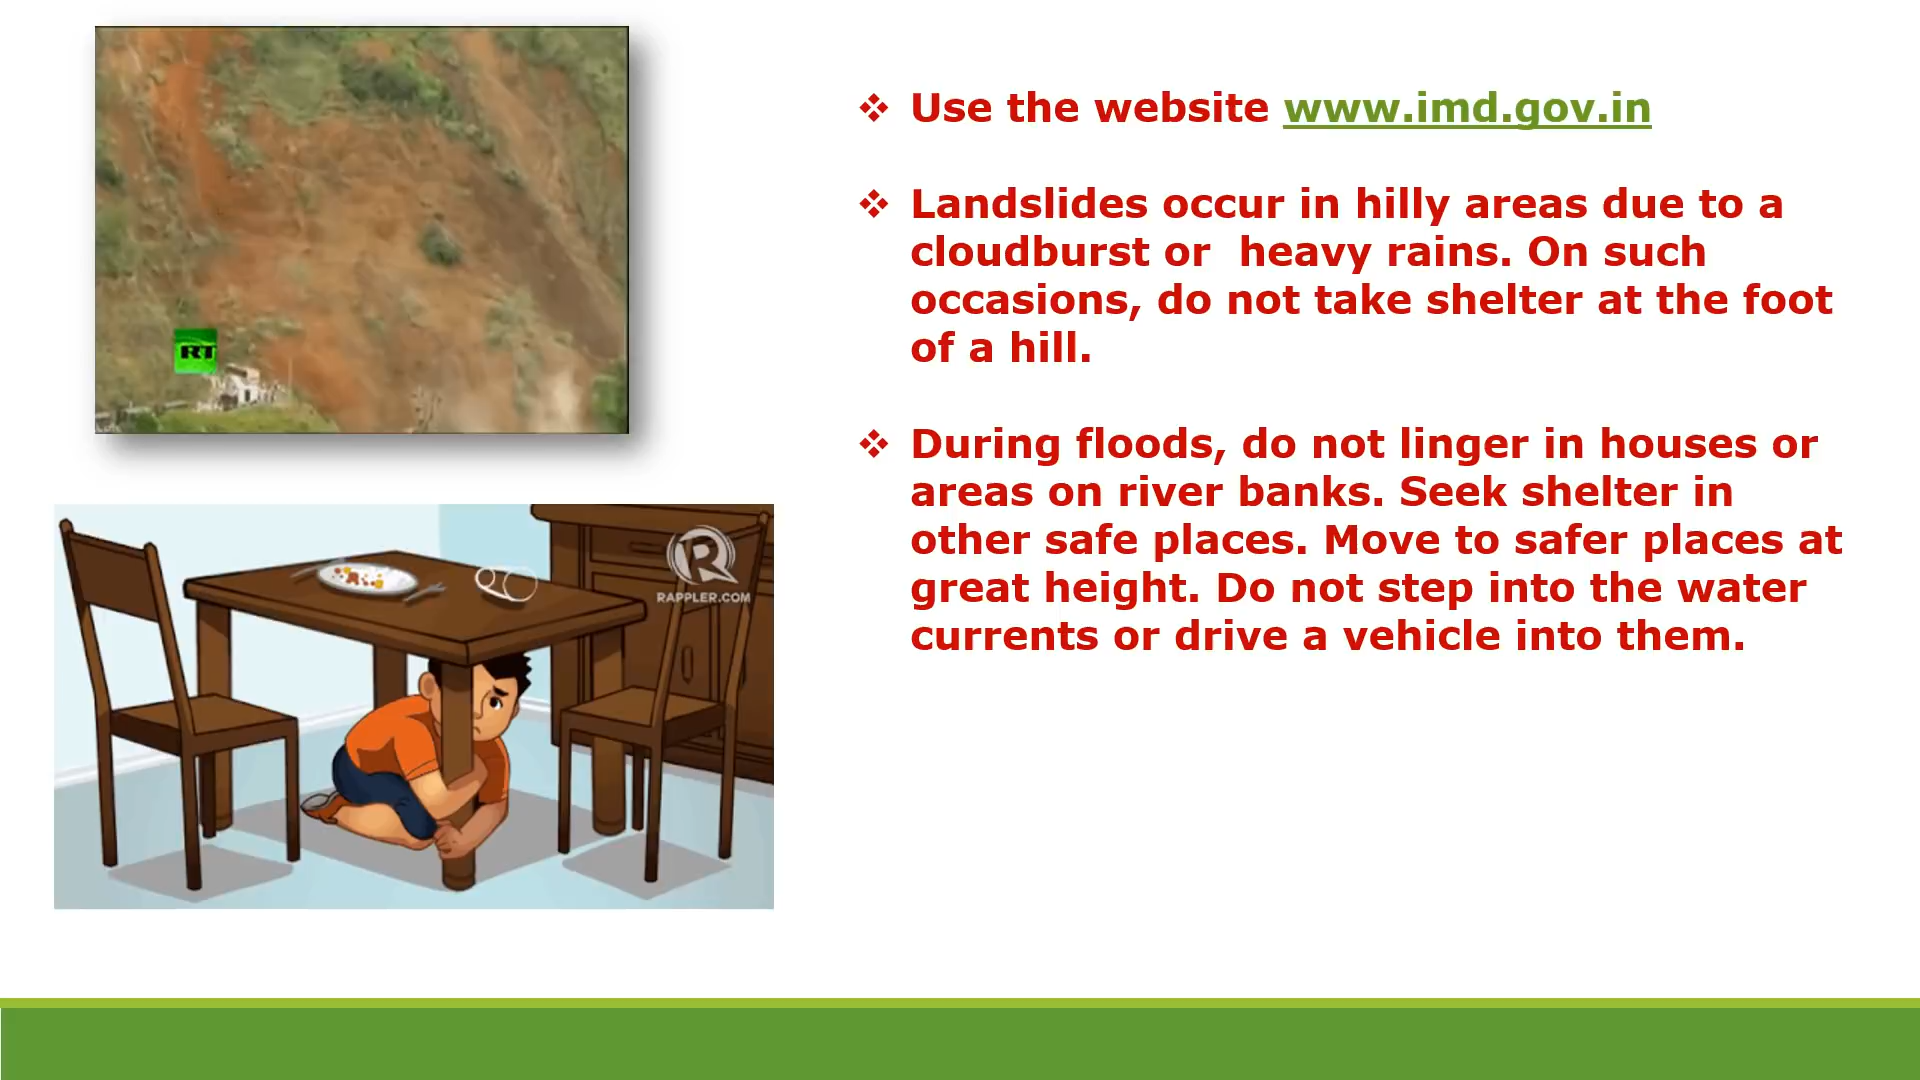 RT
RAPPLER.COM
❖ Use the website www.imd.gov.in
❖ Landslides occur in hilly areas due to a
cloudburst or  heavy rains. On such
occasions, do not take shelter at the foot
of a hill.
❖ During floods, do not linger in houses or
areas on river banks. Seek shelter in
other safe places. Move to safer places at
great height. Do not step into the water
currents or drive a vehicle into them.